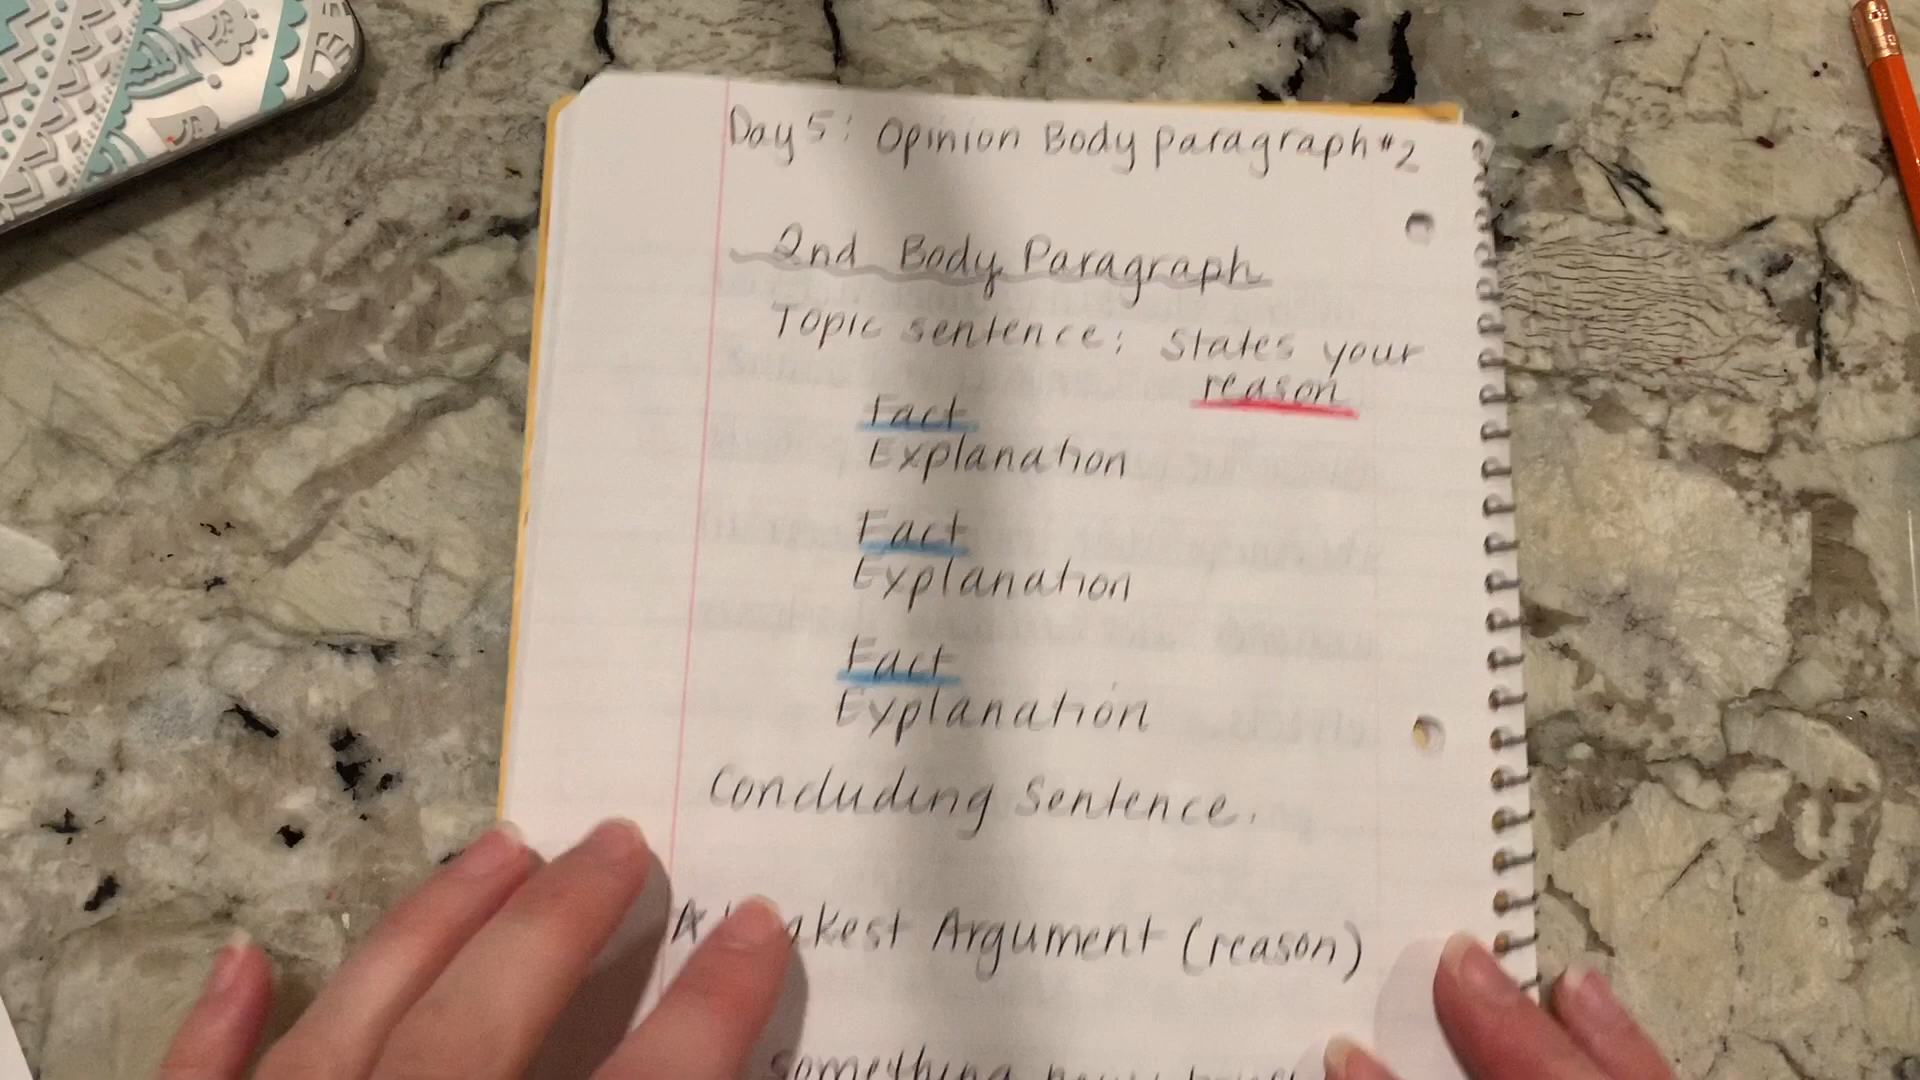 Day 5: Opinion Body Paragraph #2
2nd Body Paragraph
Topic sentence: States your
reason
Fact
Explanation
Fact
Explanation
Fact
Explanation
Concluding Sentence.
Argument (reason)
something